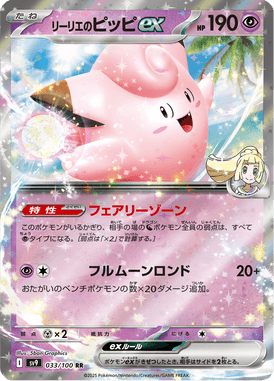 たね
リーリエのピッピex
HP190
特性
フェアリーゾーン
このポケモンがいるかぎり、相手の場のポケモン全員の弱点は、すべてタイプになる。[弱点は「×2」で計算する。]
フルムーンロンド
20+
おたがいのベンチポケモンの数×20ダメージ追加。
Illus. 5ban Graphics
弱点
×2
抵抗力
にげる
I
sv9
033/100 RR
exルール
ポケモンexがきぜつしたとき、相手はサイドを2枚とる。
©2025 Pokémon/Nintendo/Creatures/GAME FREAK.